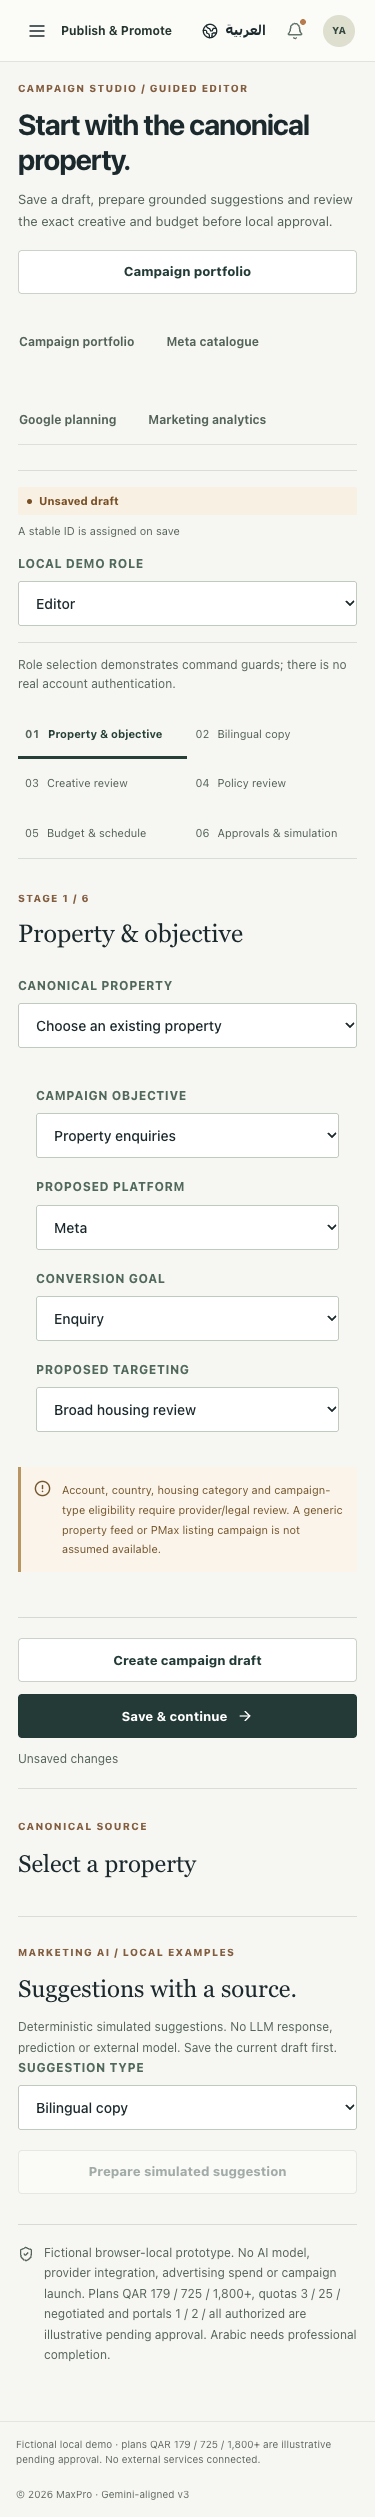 Publish & Promote
العربية
YA
CAMPAIGN STUDIO / GUIDED EDITOR
Start with the canonical
property.
Save a draft, prepare grounded suggestions and review
the exact creative and budget before local approval.
Campaign portfolio
Campaign portfolio
Meta catalogue
Google planning
Marketing analytics
Unsaved draft
A stable ID is assigned on save
LOCAL DEMO ROLE
Editor
Role selection demonstrates command guards; there is no
real account authentication.
01 Property & objective
02 Bilingual copy
03 Creative review
04 Policy review
05 Budget & schedule
06 Approvals & simulation
STAGE 1 / 6
Property & objective
CANONICAL PROPERTY
Choose an existing property
CAMPAIGN OBJECTIVE
Property enquiries
PROPOSED PLATFORM
Meta
CONVERSION GOAL
Enquiry
PROPOSED TARGETING
Broad housing review
Account, country, housing category and campaign-
type eligibility require provider/legal review. A generic
property feed or PMax listing campaign is not
assumed available.
Create campaign draft
Save & continue
Unsaved changes
CANONICAL SOURCE
Select a property
MARKETING AI / LOCAL EXAMPLES
Suggestions with a source.
Deterministic simulated suggestions. No LLM response,
prediction or external model. Save the current draft first.
SUGGESTION TYPE
Bilingual copy
Prepare simulated suggestion
Fictional browser-local prototype. No AI model,
provider integration, advertising spend or campaign
launch. Plans QAR 179 / 725 / 1,800+, quotas 3 / 25 /
negotiated and portals 1 / 2 / all authorized are
illustrative pending approval. Arabic needs professional
completion.
Fictional local demo · plans QAR 179 / 725 / 1,800+ are illustrative
pending approval. No external services connected.
© 2026 MaxPro · Gemini-aligned v3